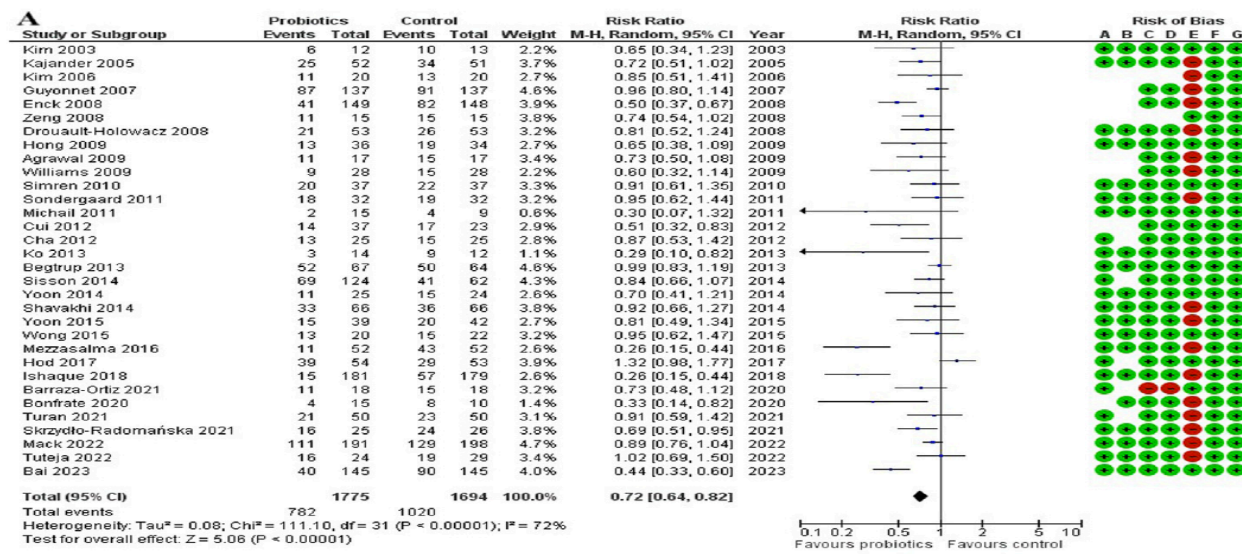 A
Probiotics Control Risk Ratio Risk Ratio Risk of Bias
Study or Subgroup Events Total Events Total Weight M-H, Random, 95% CI Year M-H, Random, 95% CI A B C D E F G
Kim 2003 6 12 10 13 2.2% 0.65 [0.34, 1.23] 2003
Kajander 2005 25 52 34 51 3.7% 0.72 [0.51, 1.02] 2005
Kim 2006 11 20 13 20 2.8% 0.85 [0.51, 1.41] 2006
Guyonnet 2007 87 137 91 137 4.6% 0.96 [0.80, 1.14] 2007
Enck 2008 41 149 82 148 4.0% 0.50 [0.37, 0.67] 2008
Zeng 2008 11 15 15 15 3.9% 0.74 [0.54, 1.02] 2008
Drouault-Holowacz 2008 21 53 26 53 3.2% 0.81 [0.52, 1.24] 2008
Hong 2009 13 36 19 34 2.7% 0.65 [0.38, 1.09] 2009
Agrawal 2009 11 17 15 17 3.4% 0.73 [0.50, 1.08] 2009
Williams 2009 9 28 15 28 2.2% 0.60 [0.32, 1.14] 2009
Simren 2010 20 37 22 37 3.4% 0.91 [0.61, 1.35] 2010
Sondergaard 2011 18 32 19 32 3.2% 0.95 [0.62, 1.44] 2011
Michail 2011 2 15 4 9 0.6% 0.30 [0.07, 1.32] 2011
Cui 2012 14 37 17 23 2.9% 0.51 [0.32, 0.83] 2012
Cha 2012 13 25 15 25 2.8% 0.87 [0.53, 1.42] 2012
Ko 2013 3 14 9 12 1.1% 0.29 [0.10, 0.82] 2013
Begtrup 2013 52 67 50 64 4.6% 0.99 [0.83, 1.19] 2013
Sisson 2014 69 124 41 62 4.3% 0.84 [0.66, 1.07] 2014
Yoon 2014 11 25 15 24 2.6% 0.70 [0.41, 1.21] 2014
Shavakhi 2014 33 66 36 66 3.8% 0.92 [0.66, 1.27] 2014
Yoon 2015 15 39 20 42 2.7% 0.81 [0.49, 1.34] 2015
Wong 2015 13 20 15 22 3.1% 0.95 [0.62, 1.47] 2015
Mezzasalma 2016 11 52 43 52 2.6% 0.26 [0.15, 0.44] 2016
Hod 2017 39 54 29 53 3.9% 1.32 [0.98, 1.77] 2017
Ishaque 2018 15 181 57 179 2.6% 0.26 [0.15, 0.44] 2018
Barraza-Ortiz 2021 11 18 15 18 3.2% 0.73 [0.48, 1.12] 2020
Bonfrate 2020 4 15 8 10 1.4% 0.33 [0.14, 0.82] 2020
Turan 2021 21 50 23 50 3.1% 0.91 [0.59, 1.42] 2021
Skrzydło-Radomańska 2021 16 25 24 26 3.8% 0.69 [0.51, 0.95] 2021
Mack 2022 111 191 129 198 4.7% 0.89 [0.76, 1.04] 2022
Tuteja 2022 16 24 19 29 3.4% 1.02 [0.69, 1.50] 2022
Bai 2023 40 145 90 145 4.0% 0.44 [0.33, 0.60] 2023
Total (95% CI) 1775 1694 100.0% 0.72 [0.64, 0.82]
Total events 782 1020
Heterogeneity: Tau² = 0.08; Chi² = 111.10, df = 31 (P < 0.00001); I² = 72%
Test for overall effect: Z = 5.06 (P < 0.00001)
0.1 0.2 0.5 1 2 5 10
Favours probiotics Favours control